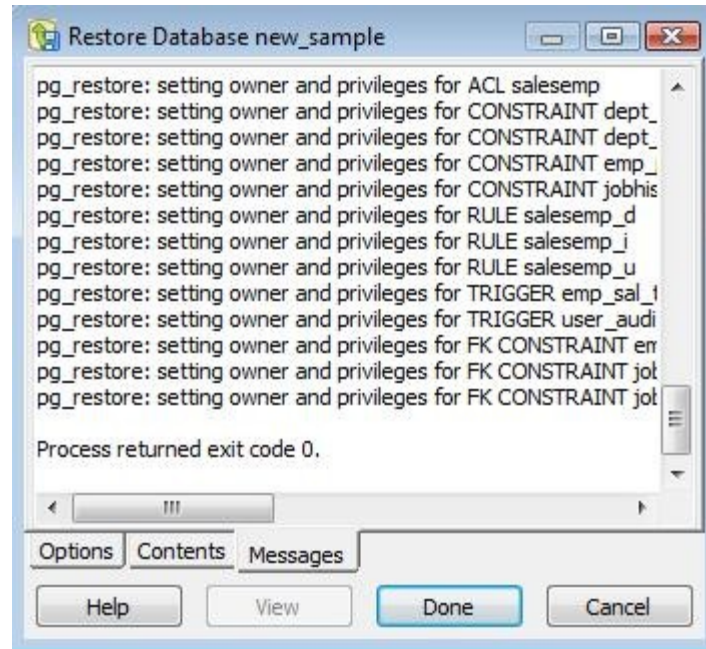 Restore Database new_sample
pg_restore: setting owner and privileges for ACL salesemp
pg_restore: setting owner and privileges for CONSTRAINT dept_
pg_restore: setting owner and privileges for CONSTRAINT dept_
pg_restore: setting owner and privileges for CONSTRAINT emp_
pg_restore: setting owner and privileges for CONSTRAINT jobhis
pg_restore: setting owner and privileges for RULE salesemp_d
pg_restore: setting owner and privileges for RULE salesemp_i
pg_restore: setting owner and privileges for RULE salesemp_u
pg_restore: setting owner and privileges for TRIGGER emp_sal_t
pg_restore: setting owner and privileges for TRIGGER user_audi
pg_restore: setting owner and privileges for FK CONSTRAINT em
pg_restore: setting owner and privileges for FK CONSTRAINT job
pg_restore: setting owner and privileges for FK CONSTRAINT job
Process returned exit code 0.
Options Contents Messages
Help View Done Cancel